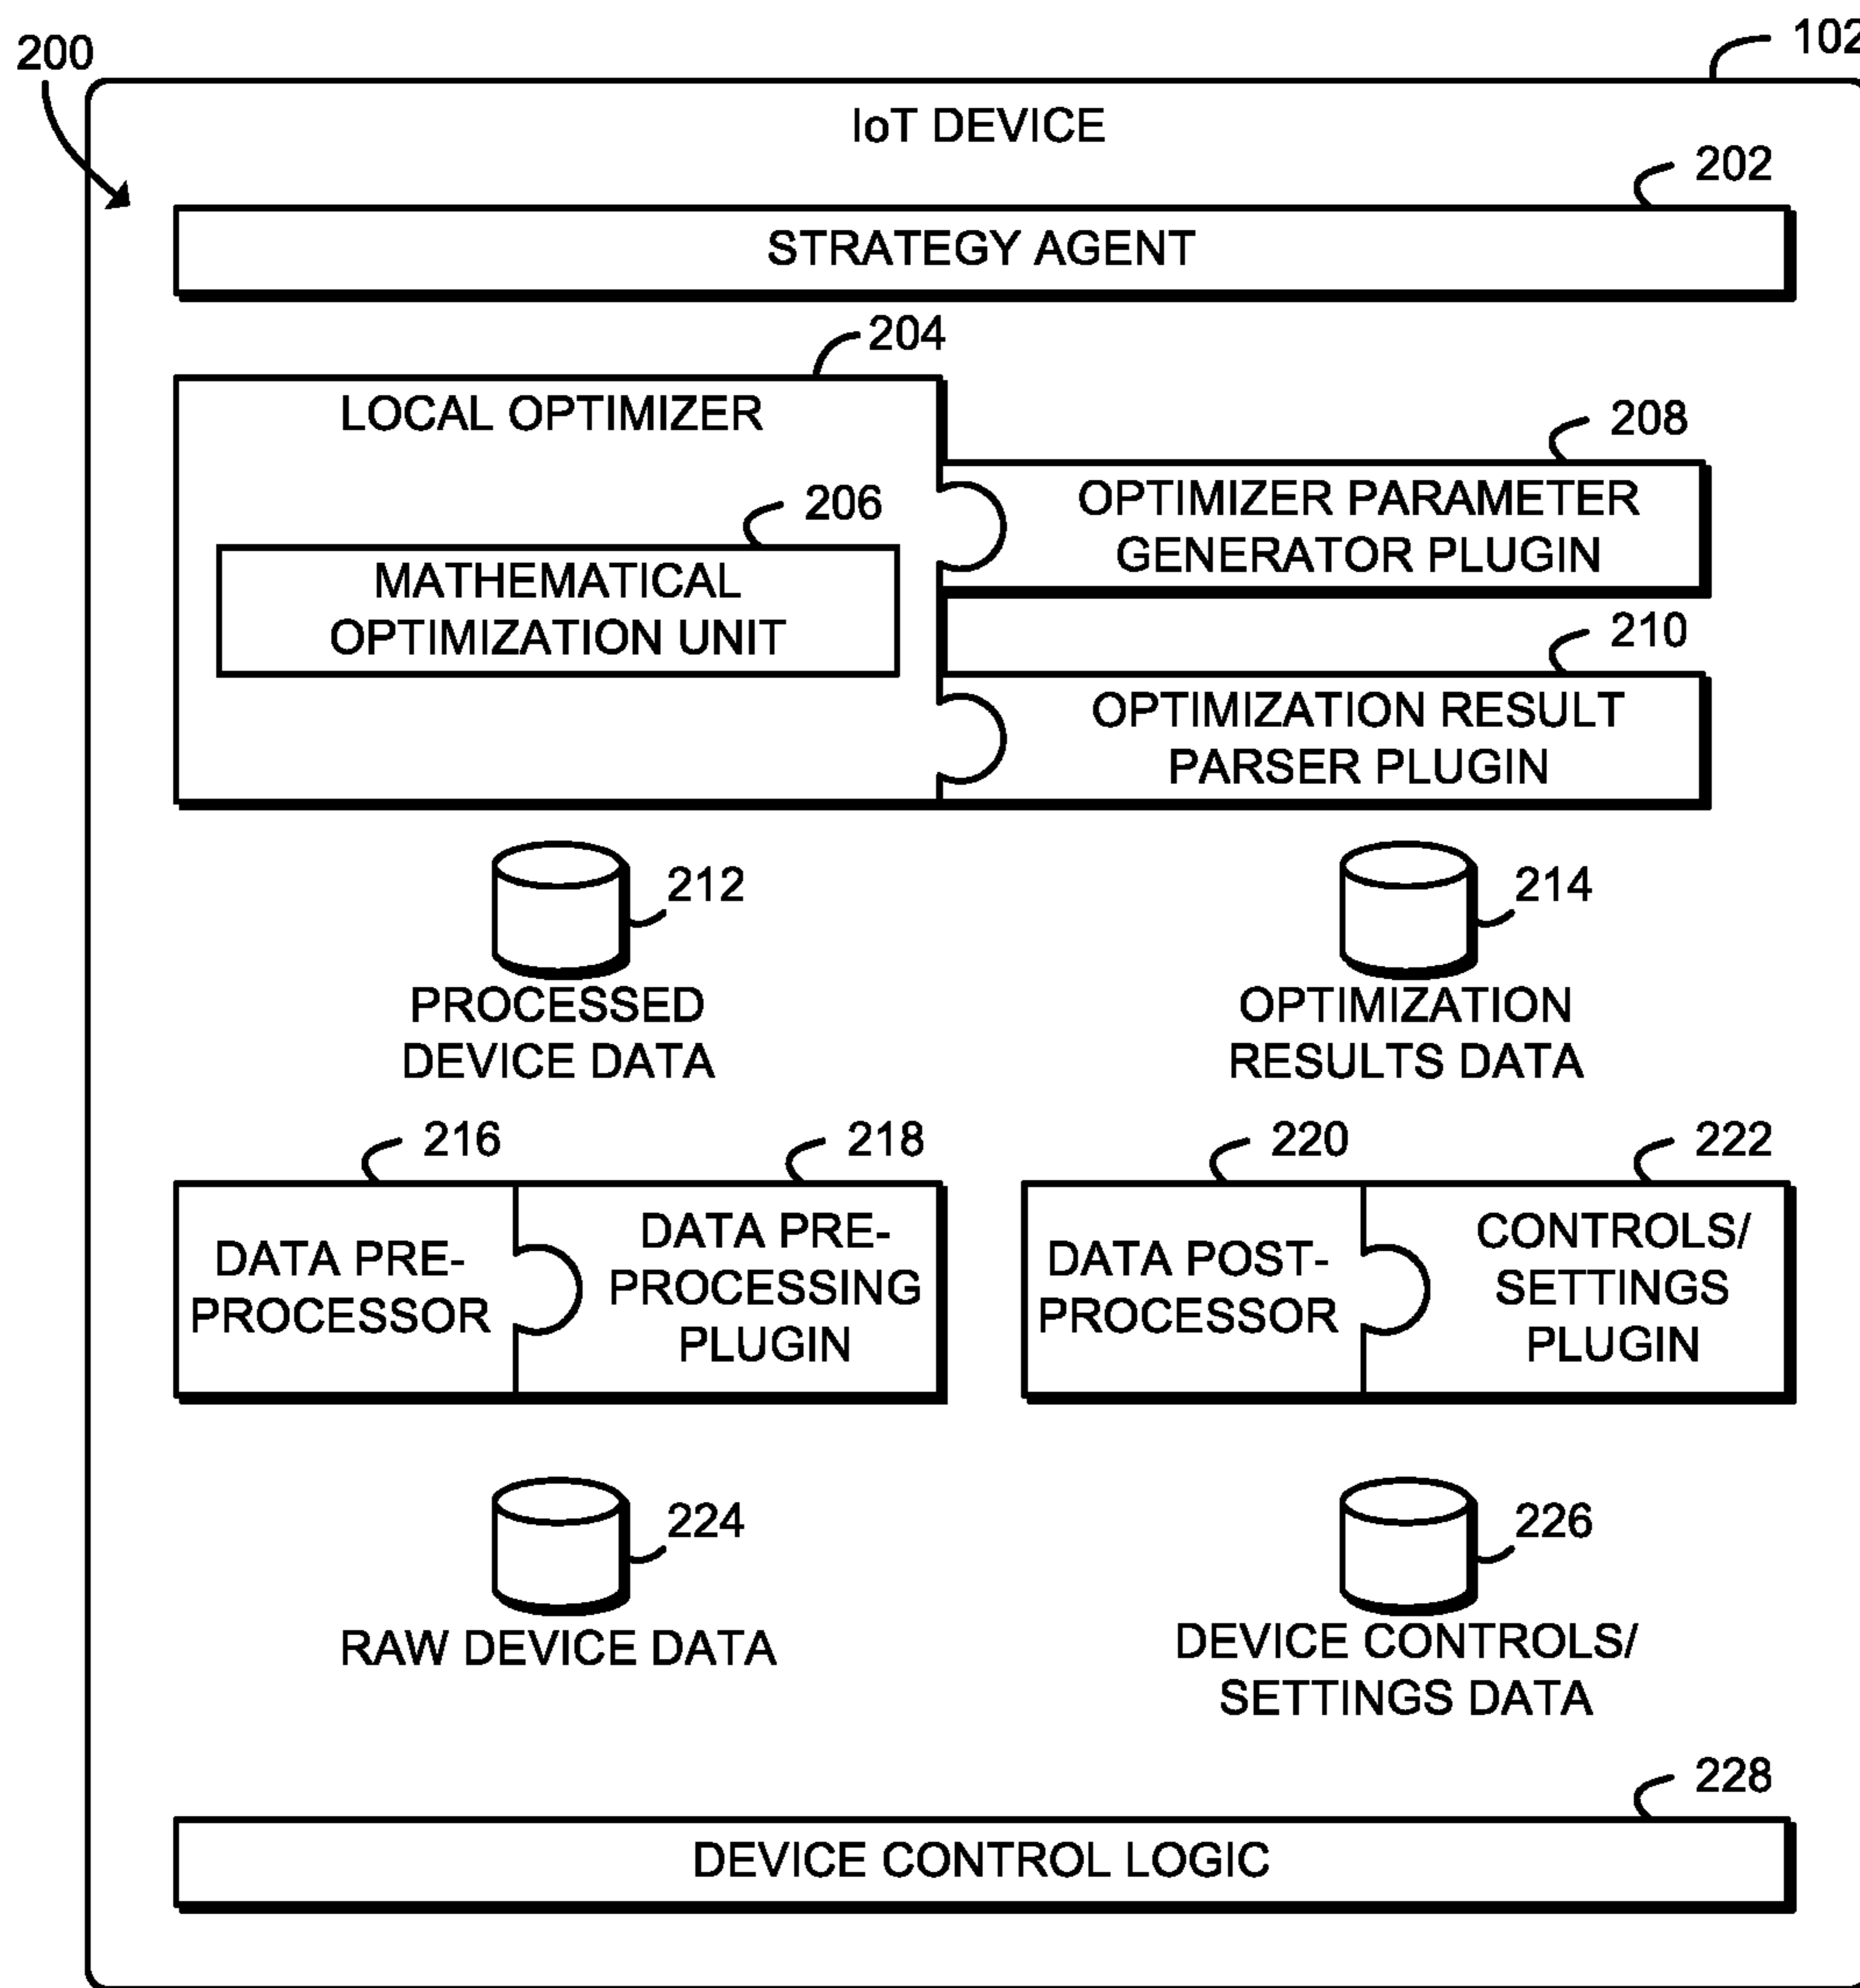 200
102
IoT DEVICE
202
STRATEGY AGENT
204
LOCAL OPTIMIZER
208
206
OPTIMIZER PARAMETER
GENERATOR PLUGIN
MATHEMATICAL
OPTIMIZATION UNIT
210
OPTIMIZATION RESULT
PARSER PLUGIN
212
PROCESSED
DEVICE DATA
214
OPTIMIZATION
RESULTS DATA
216
218
220
222
DATA PRE-
PROCESSOR
DATA PRE-
PROCESSING
PLUGIN
DATA POST-
PROCESSOR
CONTROLS/
SETTINGS
PLUGIN
224
RAW DEVICE DATA
226
DEVICE CONTROLS/
SETTINGS DATA
228
DEVICE CONTROL LOGIC